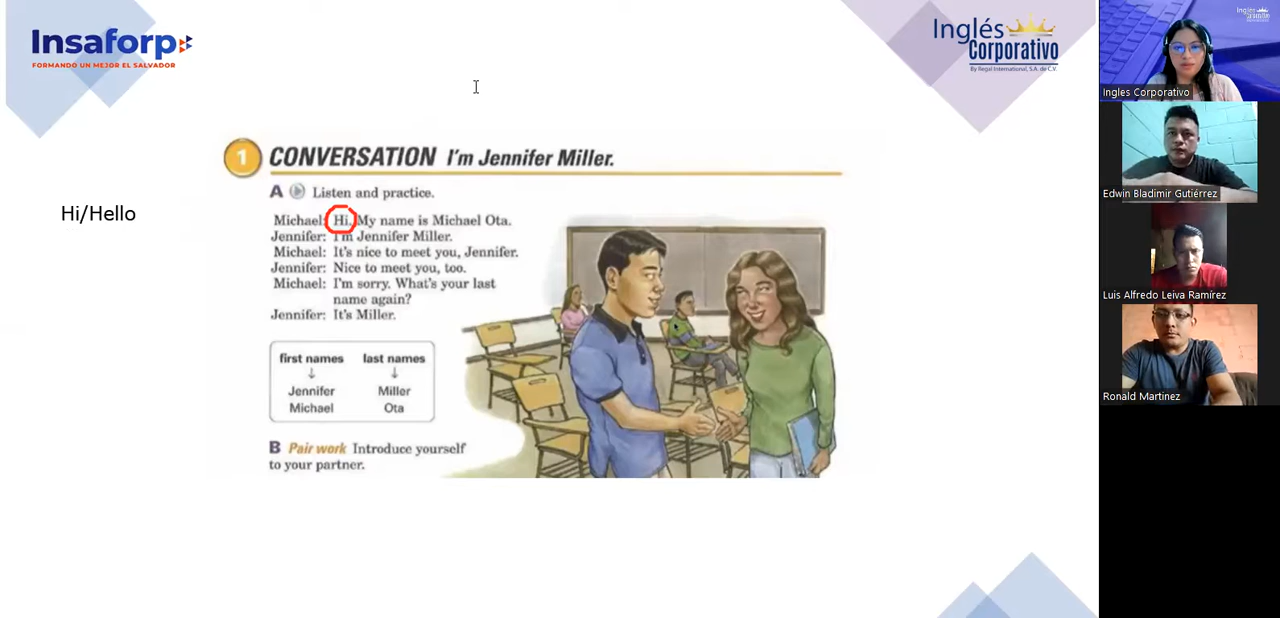 Insaforp
FORMANDO UN MEJOR EL SALVADOR
Inglés
Corporativo
By Regal International, S.A. de C.V.
1 CONVERSATION I'm Jennifer Miller.
A Listen and practice.
Hi/Hello
Michael: Hi, My name is Michael Ota.
Jennifer: I'm Jennifer Miller.
Michael: It's nice to meet you, Jennifer.
Jennifer: Nice to meet you, too.
Michael: I'm sorry. What's your last
name again?
Jennifer: It's Miller.
first names last names
Jennifer Miller
Michael Ota
B Pair work Introduce yourself
to your partner.
Ingles Corporativo
Edwin Bladimir Gutiérrez
Luis Alfredo Leiva Ramírez
Ronald Martinez